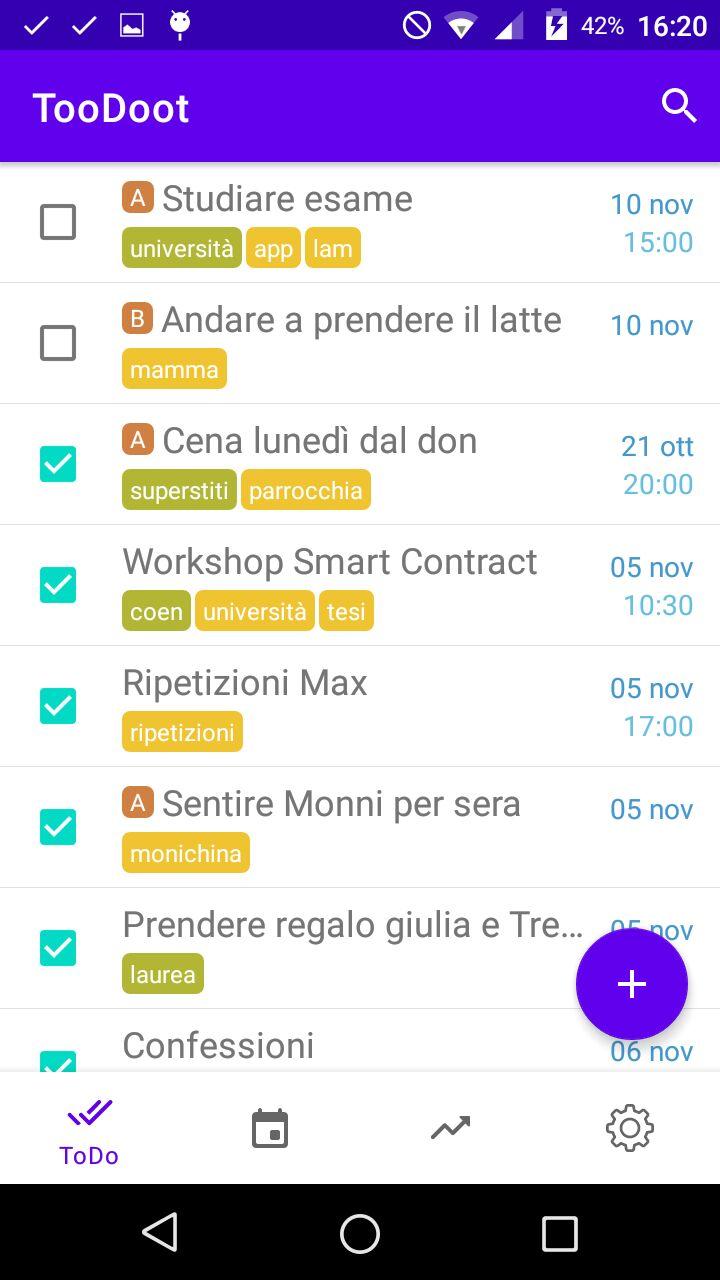 42% 16:20
TooDoot
A Studiare esame 10 nov
università app lam 15:00
B Andare a prendere il latte 10 nov
mamma
A Cena lunedì dal don 21 ott
superstiti parrocchia 20:00
Workshop Smart Contract 05 nov
coen università tesi 10:30
Ripetizioni Max 05 nov
ripetizioni 17:00
A Sentire Monni per sera 05 nov
monichina
Prendere regalo giulia e Tre… 05 nov
laurea
Confessioni 06 nov
ToDo